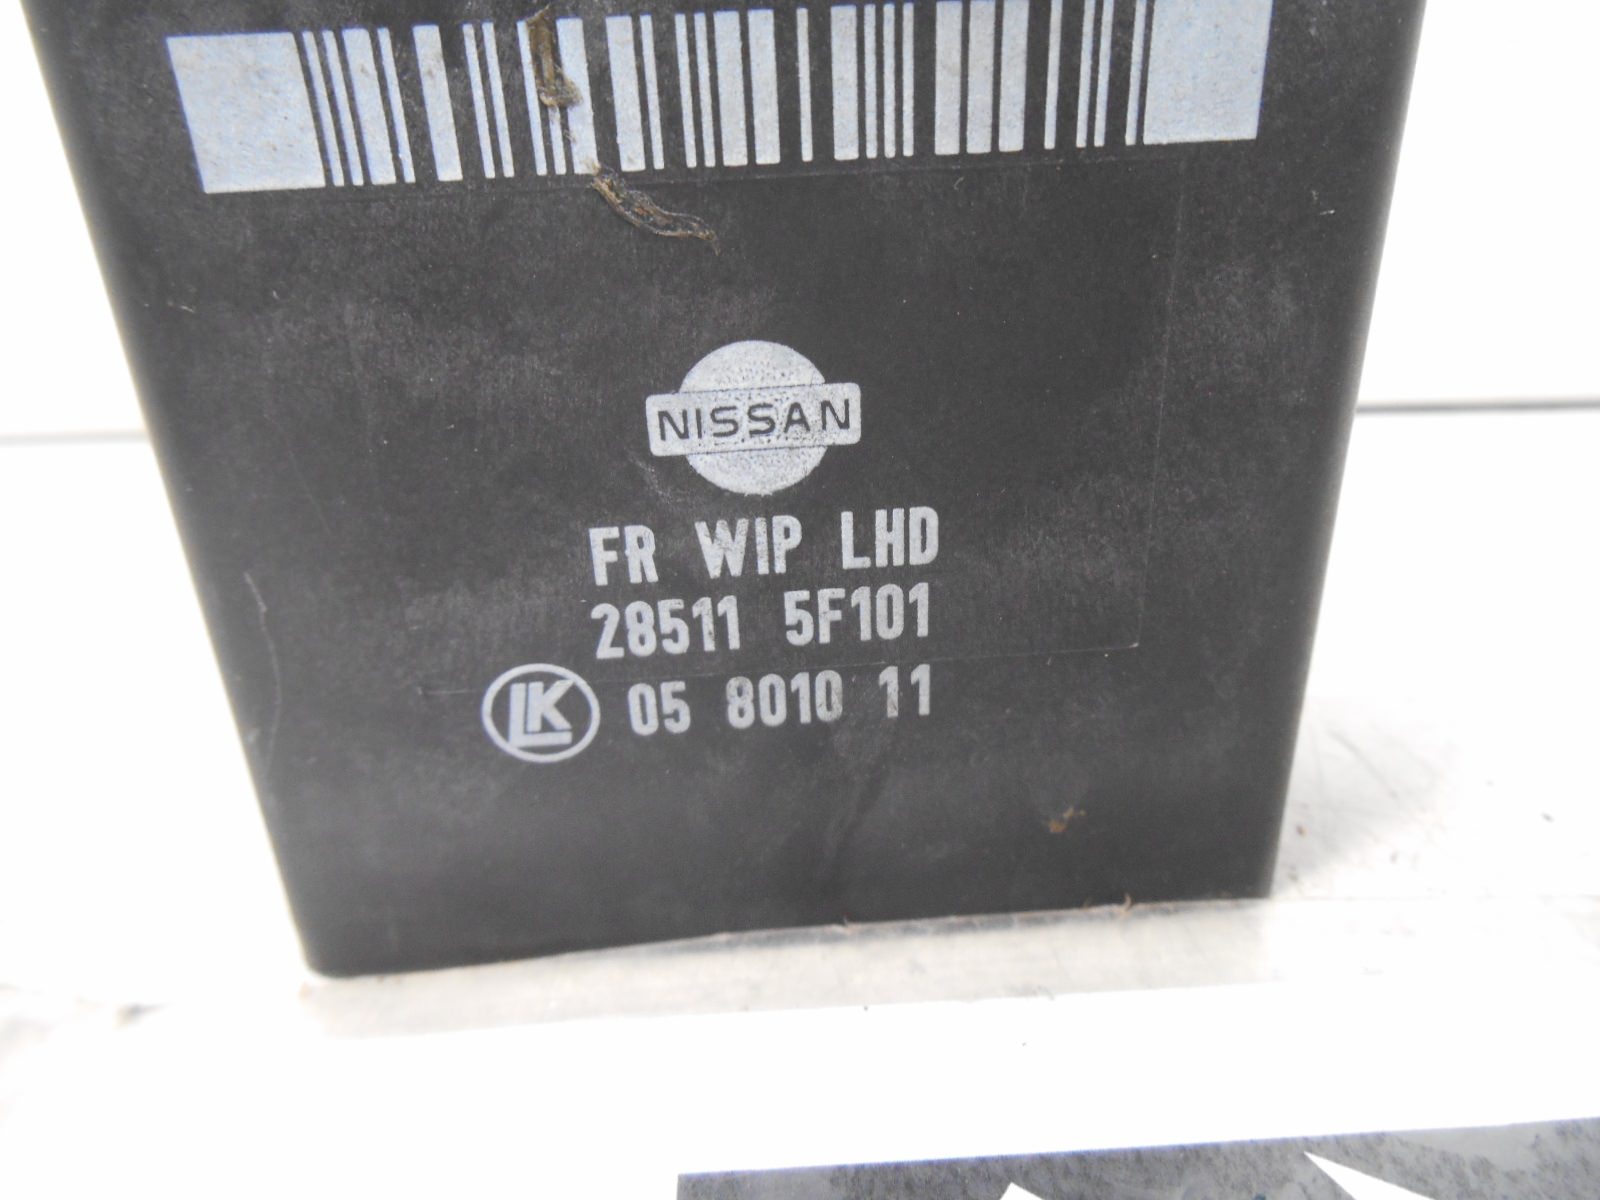 NISSAN
FR WIP LHD
28511 5F101
LK 05 8010 11